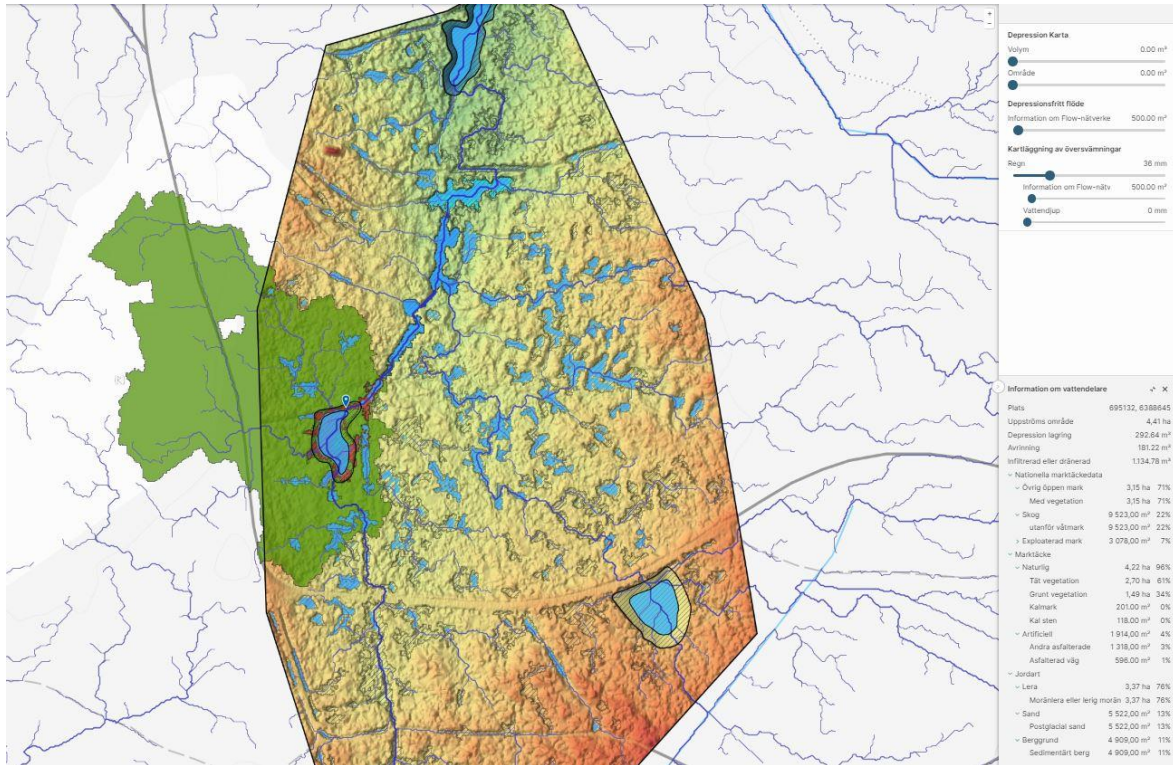 +
−
Depression Karta
Volym 0.00 m³
Område 0.00 m²
Depressionsfritt flöde
Information om Flow-nätverke 500.00 m²
Kartläggning av översvämningar
Regn 36 mm
Information om Flow-nätv 500.00 m²
Vattendjup 0 mm
Information om vattendelare
Plats 695132, 6388645
Uppströms område 4,41 ha
Depression lagring 292.64 m³
Avrinning 181.22 m³
Infiltrerad eller dränerad 1.134.78 m³
Nationella marktäckedata
Övrig öppen mark 3,15 ha 71%
Med vegetation 3,15 ha 71%
Skog 9 523,00 m² 22%
utanför våtmark 9 523,00 m² 22%
Exploaterad mark 3 078,00 m² 7%
Marktäcke
Naturlig 4,22 ha 96%
Tät vegetation 2,70 ha 61%
Grunt vegetation 1,49 ha 34%
Kalmark 201.00 m² 0%
Kal sten 118.00 m² 0%
Artificiell 1 914,00 m² 4%
Andra asfalterade 1 318,00 m² 3%
Asfalterad väg 596.00 m² 1%
Jordart
Lera 3,37 ha 76%
Moränlera eller lerig morän 3,37 ha 76%
Sand 5 522,00 m² 13%
Postglacial sand 5 522,00 m² 13%
Berggrund 4 909,00 m² 11%
Sedimentärt berg 4 909,00 m² 11%